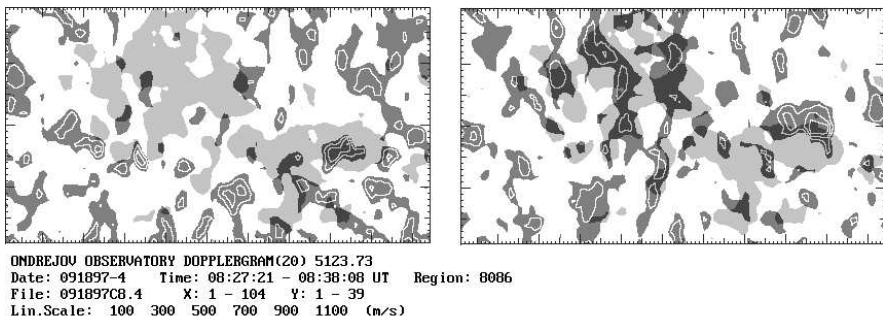 ONDREJOV OBSERVATORY DOPPLERGRAM(20) 5123.73
Date: 091897-4 Time: 08:27:21 - 08:38:08 UT Region: 8086
File: 091897C8.4 X: 1 - 104 Y: 1 - 39
Lin.Scale: 100 300 500 700 900 1100 (m/s)